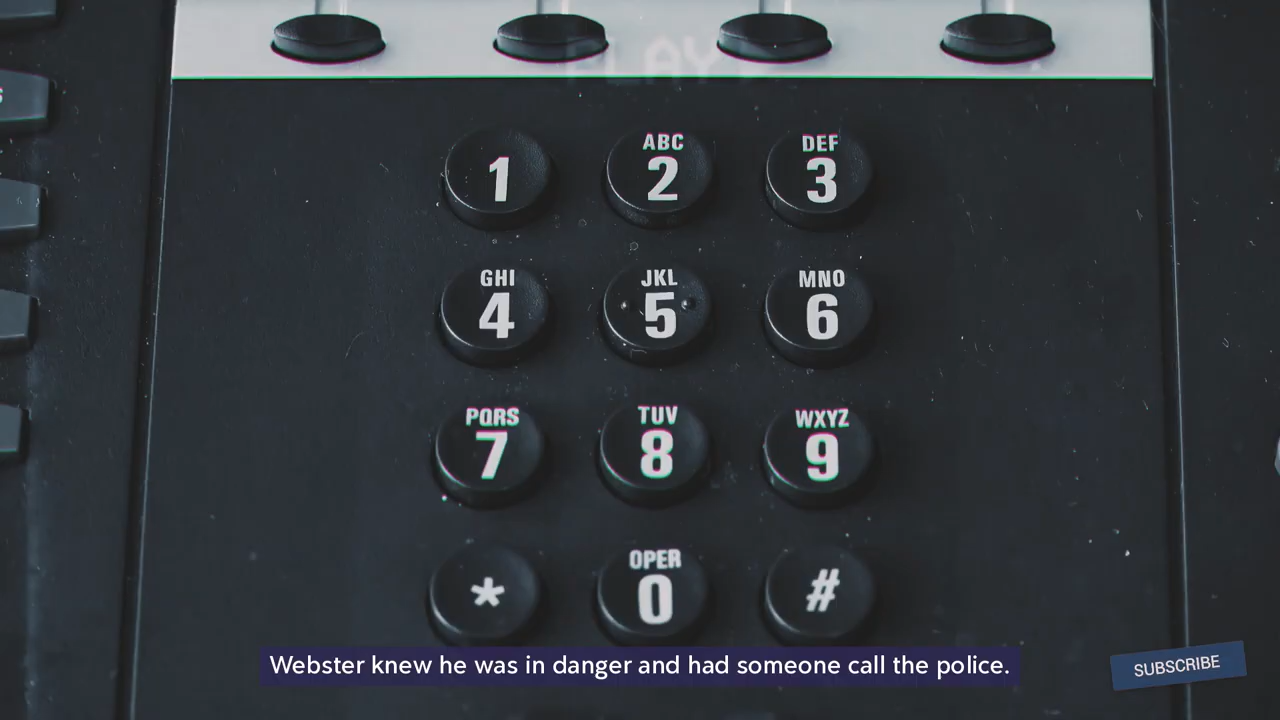 PLAY
1
ABC
2
DEF
3
GHI
4
JKL
5
MNO
6
PQRS
7
TUV
8
WXYZ
9
*
OPER
0
#
Webster knew he was in danger and had someone call the police.
SUBSCRIBE